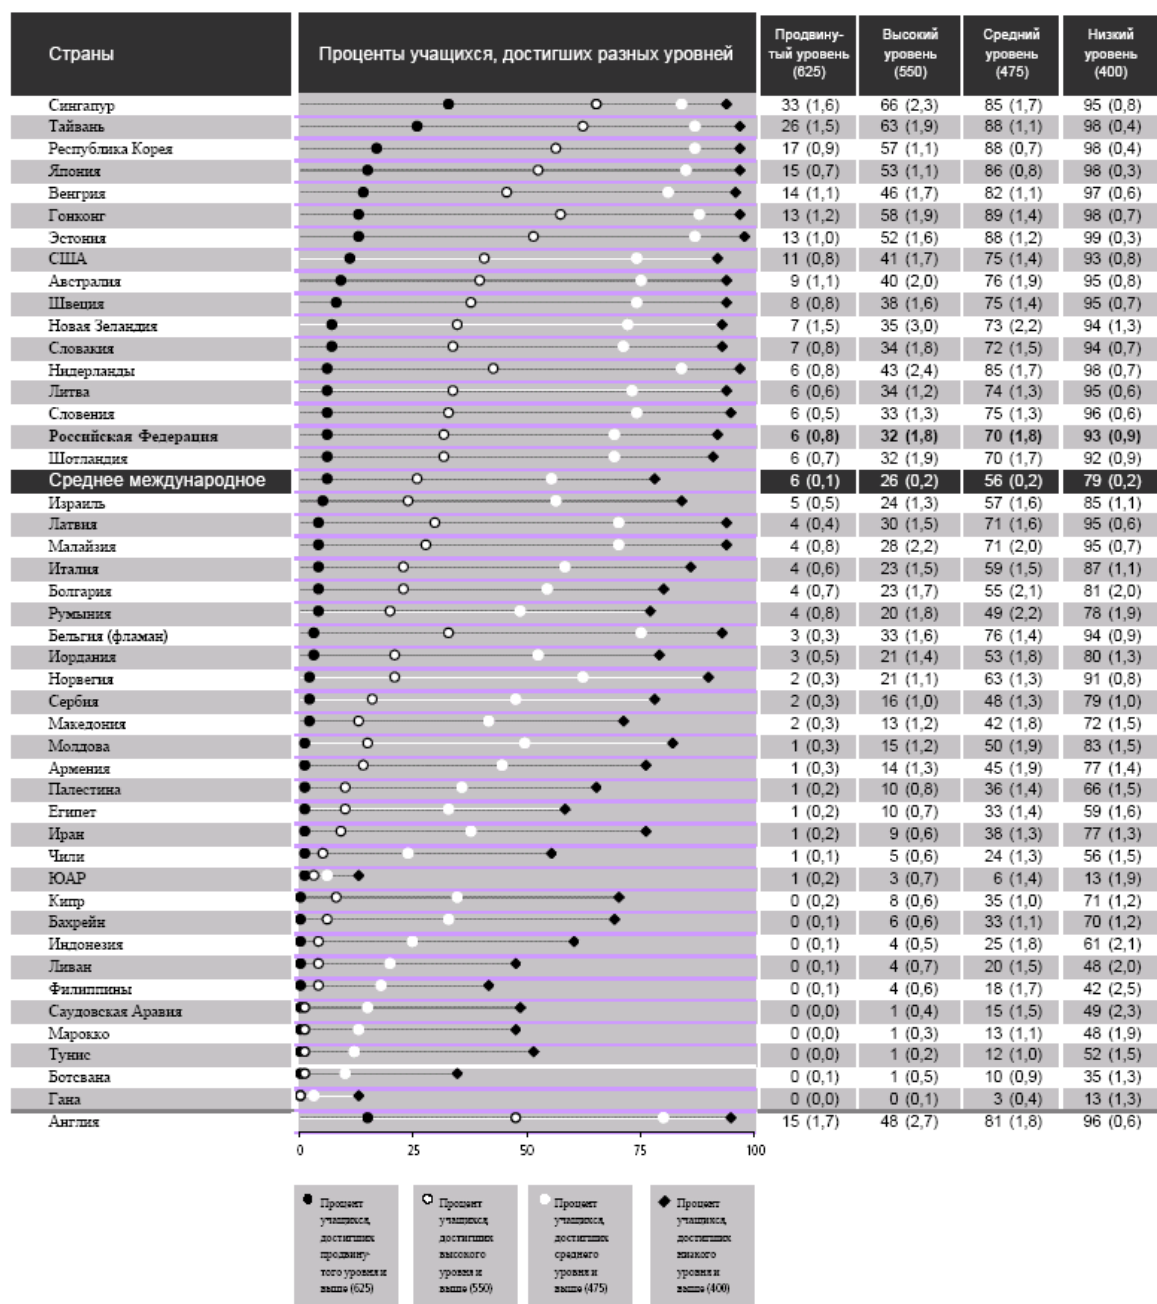 Страны Проценты учащихся, достигших разных уровней Продвину-тый уровень (625) Высокий уровень (550) Средний уровень (475) Низкий уровень (400)
Сингапур 33 (1,6) 66 (2,3) 85 (1,7) 95 (0,8)
Тайвань 26 (1,5) 63 (1,9) 88 (1,1) 98 (0,4)
Республика Корея 17 (0,9) 57 (1,1) 88 (0,7) 98 (0,4)
Япония 15 (0,7) 53 (1,1) 86 (0,8) 98 (0,3)
Венгрия 14 (1,1) 46 (1,7) 82 (1,1) 97 (0,6)
Гонконг 13 (1,2) 58 (1,9) 89 (1,4) 98 (0,7)
Эстония 13 (1,0) 52 (1,6) 88 (1,2) 99 (0,3)
США 11 (0,8) 41 (1,7) 75 (1,4) 93 (0,8)
Австралия 9 (1,1) 40 (2,0) 76 (1,9) 95 (0,8)
Швеция 8 (0,8) 38 (1,6) 75 (1,4) 95 (0,7)
Новая Зеландия 7 (1,5) 35 (3,0) 73 (2,2) 94 (1,3)
Словакия 7 (0,8) 34 (1,8) 72 (1,5) 94 (0,7)
Нидерланды 6 (0,8) 43 (2,4) 85 (1,7) 98 (0,7)
Литва 6 (0,6) 34 (1,2) 74 (1,3) 95 (0,6)
Словения 6 (0,5) 33 (1,3) 75 (1,3) 96 (0,6)
Российская Федерация 6 (0,8) 32 (1,8) 70 (1,8) 93 (0,9)
Шотландия 6 (0,7) 32 (1,9) 70 (1,7) 92 (0,9)
Среднее международное 6 (0,1) 26 (0,2) 56 (0,2) 79 (0,2)
Израиль 5 (0,5) 24 (1,3) 57 (1,6) 85 (1,1)
Латвия 4 (0,4) 30 (1,5) 71 (1,6) 95 (0,6)
Малайзия 4 (0,8) 28 (2,2) 71 (2,0) 95 (0,7)
Италия 4 (0,6) 23 (1,5) 59 (1,5) 87 (1,1)
Болгария 4 (0,7) 23 (1,7) 55 (2,1) 81 (2,0)
Румыния 4 (0,8) 20 (1,8) 49 (2,2) 78 (1,9)
Бельгия (фламан) 3 (0,3) 33 (1,6) 76 (1,4) 94 (0,9)
Иордания 3 (0,5) 21 (1,4) 53 (1,8) 80 (1,3)
Норвегия 2 (0,3) 21 (1,1) 63 (1,3) 91 (0,8)
Сербия 2 (0,3) 16 (1,0) 48 (1,3) 79 (1,0)
Македония 2 (0,3) 13 (1,2) 42 (1,8) 72 (1,5)
Молдова 1 (0,3) 15 (1,2) 50 (1,9) 83 (1,5)
Армения 1 (0,3) 14 (1,3) 45 (1,9) 77 (1,4)
Палестина 1 (0,2) 10 (0,8) 36 (1,4) 66 (1,5)
Египет 1 (0,2) 10 (0,7) 33 (1,4) 59 (1,6)
Иран 1 (0,2) 9 (0,6) 38 (1,3) 77 (1,3)
Чили 1 (0,1) 5 (0,6) 24 (1,3) 56 (1,5)
ЮАР 1 (0,2) 3 (0,7) 6 (1,4) 13 (1,9)
Кипр 0 (0,2) 8 (0,6) 35 (1,0) 71 (1,2)
Бахрейн 0 (0,1) 6 (0,6) 33 (1,1) 70 (1,2)
Индонезия 0 (0,1) 4 (0,5) 25 (1,8) 61 (2,1)
Ливан 0 (0,1) 4 (0,7) 20 (1,5) 48 (2,0)
Филиппины 0 (0,1) 4 (0,6) 18 (1,7) 42 (2,5)
Саудовская Аравия 0 (0,0) 1 (0,4) 15 (1,5) 49 (2,3)
Марокко 0 (0,0) 1 (0,3) 13 (1,1) 48 (1,9)
Тунис 0 (0,0) 1 (0,2) 12 (1,0) 52 (1,5)
Ботсвана 0 (0,1) 1 (0,5) 10 (0,9) 35 (1,3)
Гана 0 (0,0) 0 (0,1) 3 (0,4) 13 (1,3)
Англия 15 (1,7) 48 (2,7) 81 (1,8) 96 (0,6)
0 25 50 75 100
Процент
учащихся,
достигших
продвину-
того уровня и
выше (625)
Процент
учащихся,
достигших
высокого
уровня и
выше (550)
Процент
учащихся,
достигших
среднего
уровня и
выше (475)
Процент
учащихся,
достигших
низкого
уровня и
выше (400)